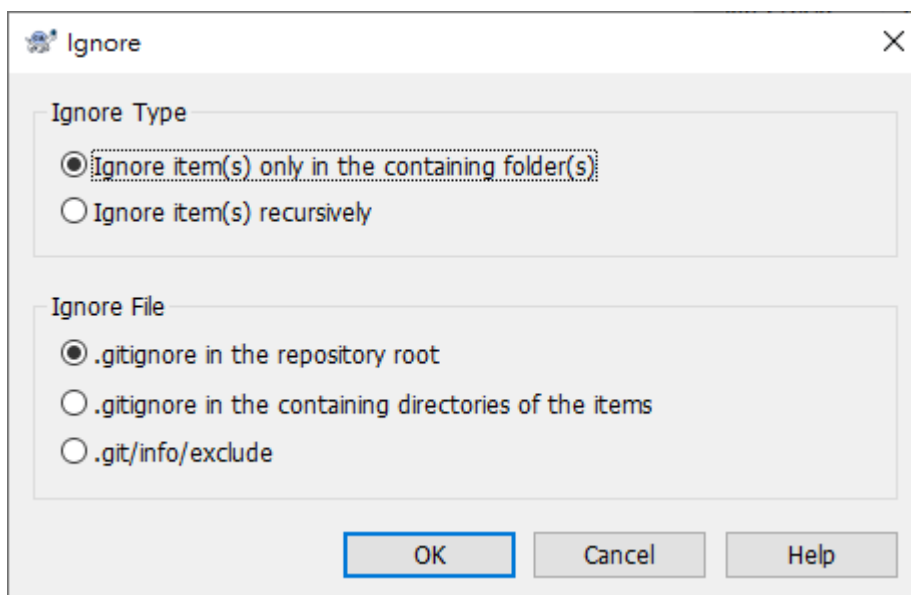 Ignore
Ignore Type
Ignore item(s) only in the containing folder(s)
Ignore item(s) recursively
Ignore File
.gitignore in the repository root
.gitignore in the containing directories of the items
.git/info/exclude
OK Cancel Help